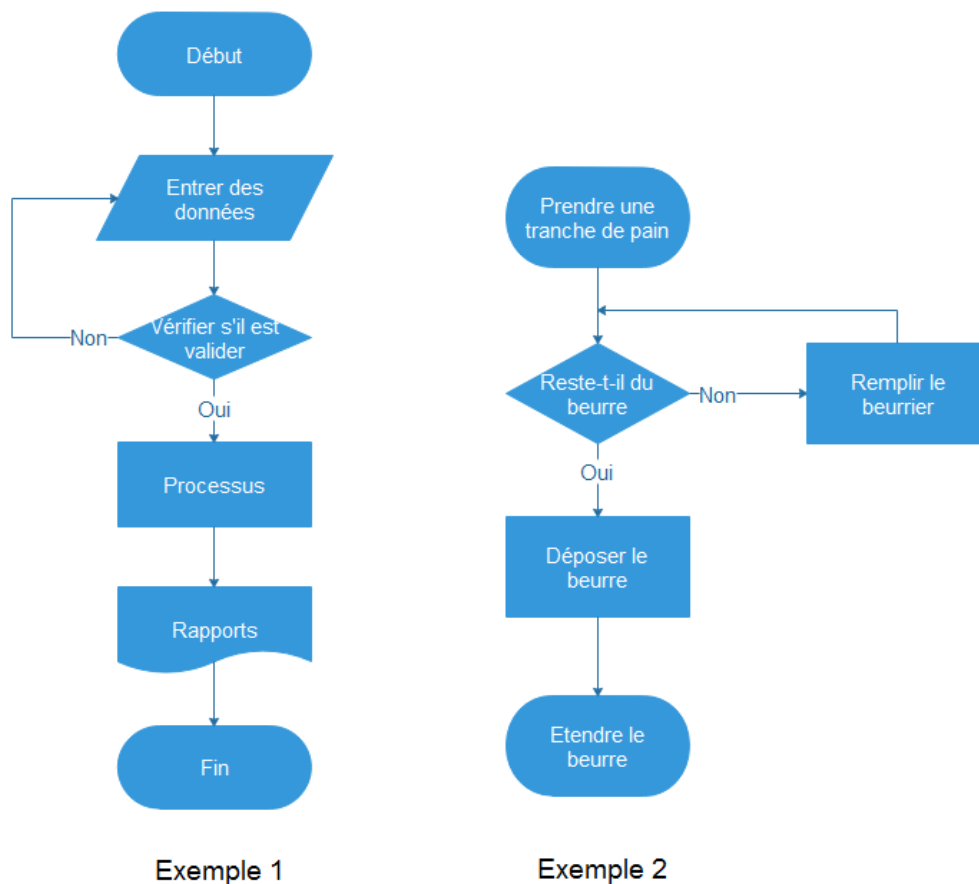 Début
Entrer des
données
Vérifier s'il est
valider
Non
Oui
Processus
Rapports
Fin
Exemple 1
Prendre une
tranche de pain
Reste-t-il du
beurre
Non
Remplir le
beurrier
Oui
Déposer le
beurre
Etendre le
beurre
Exemple 2